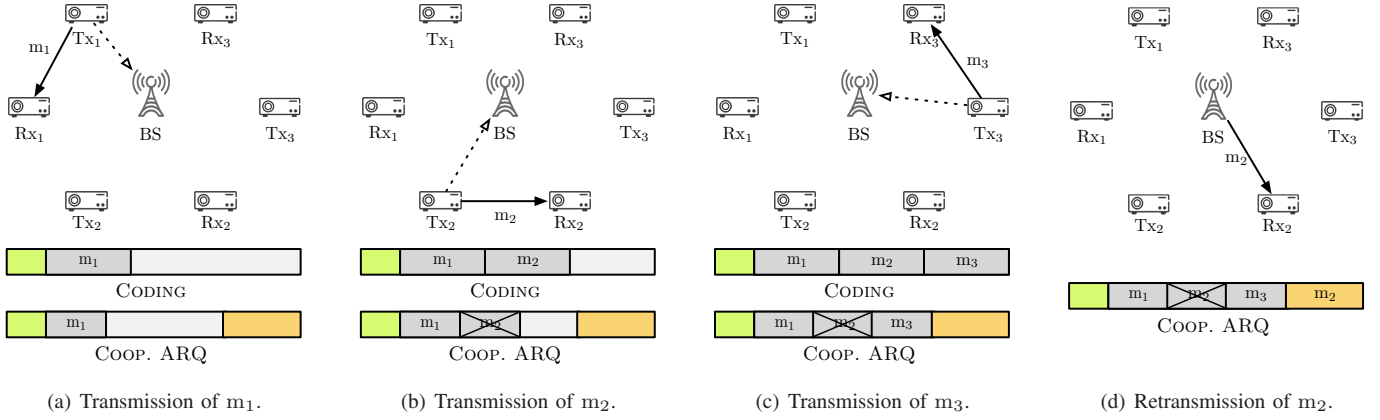 Tx₁
Rx₃
m₁
Rx₁
BS
Tx₃
Tx₂
Rx₂
m₁
CODING
m₁
COOP. ARQ
(a) Transmission of m₁.
Tx₁
Rx₃
Rx₁
BS
Tx₃
m₂
Tx₂
Rx₂
m₁ m₂
CODING
m₁ m₂
COOP. ARQ
(b) Transmission of m₂.
Tx₁
Rx₃
m₃
Rx₁
BS
Tx₃
Tx₂
Rx₂
m₁ m₂ m₃
CODING
m₁ m₂ m₃
COOP. ARQ
(c) Transmission of m₃.
Tx₁
Rx₃
Rx₁
BS
Tx₃
m₂
Tx₂
Rx₂
m₁ m₂ m₃ m₂
COOP. ARQ
(d) Retransmission of m₂.